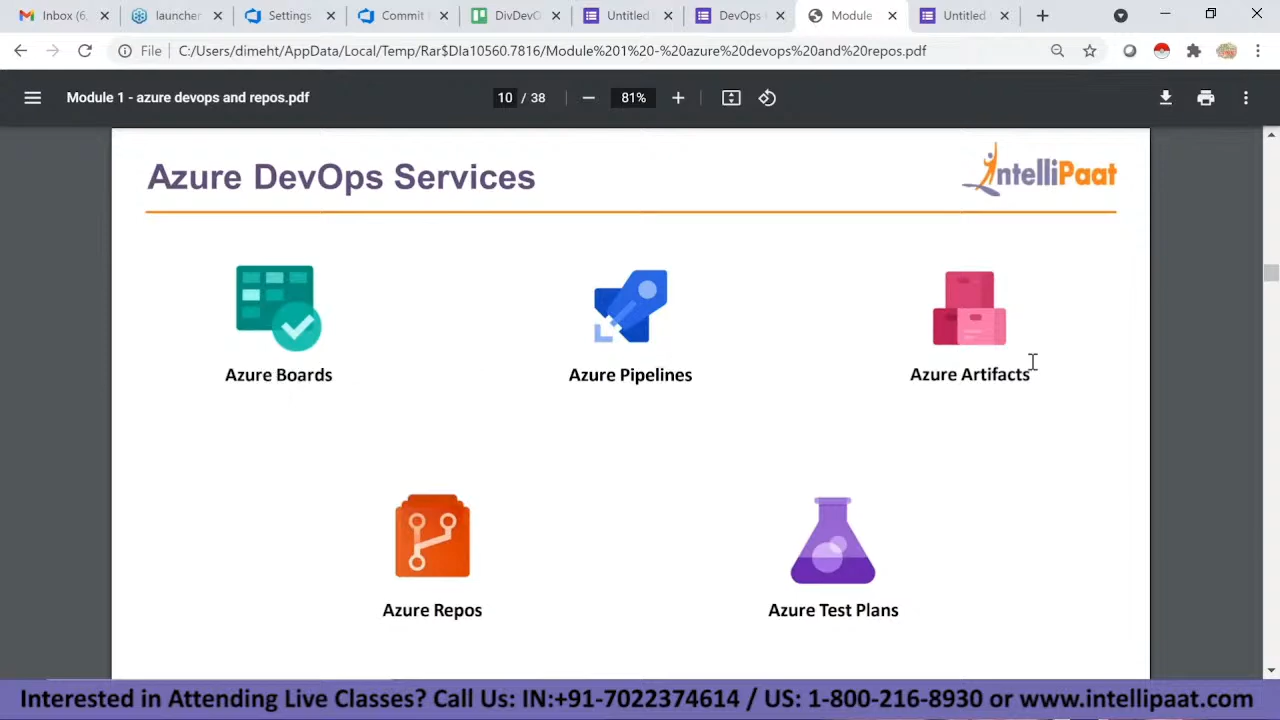 Inbox (6,
launcher
Settings
Commit
DivDevO
Untitled
DevOps
Module
Untitled
File C:/Users/dimeht/AppData/Local/Temp/Rar$DIa10560.7816/Module%201%20-%20azure%20devops%20and%20repos.pdf
Module 1 - azure devops and repos.pdf
10 / 38
81%
Azure DevOps Services
IntelliPaat
Azure Boards
Azure Pipelines
Azure Artifacts
Azure Repos
Azure Test Plans
Interested in Attending Live Classes? Call Us: IN:+91-7022374614 / US: 1-800-216-8930 or www.intellipaat.com